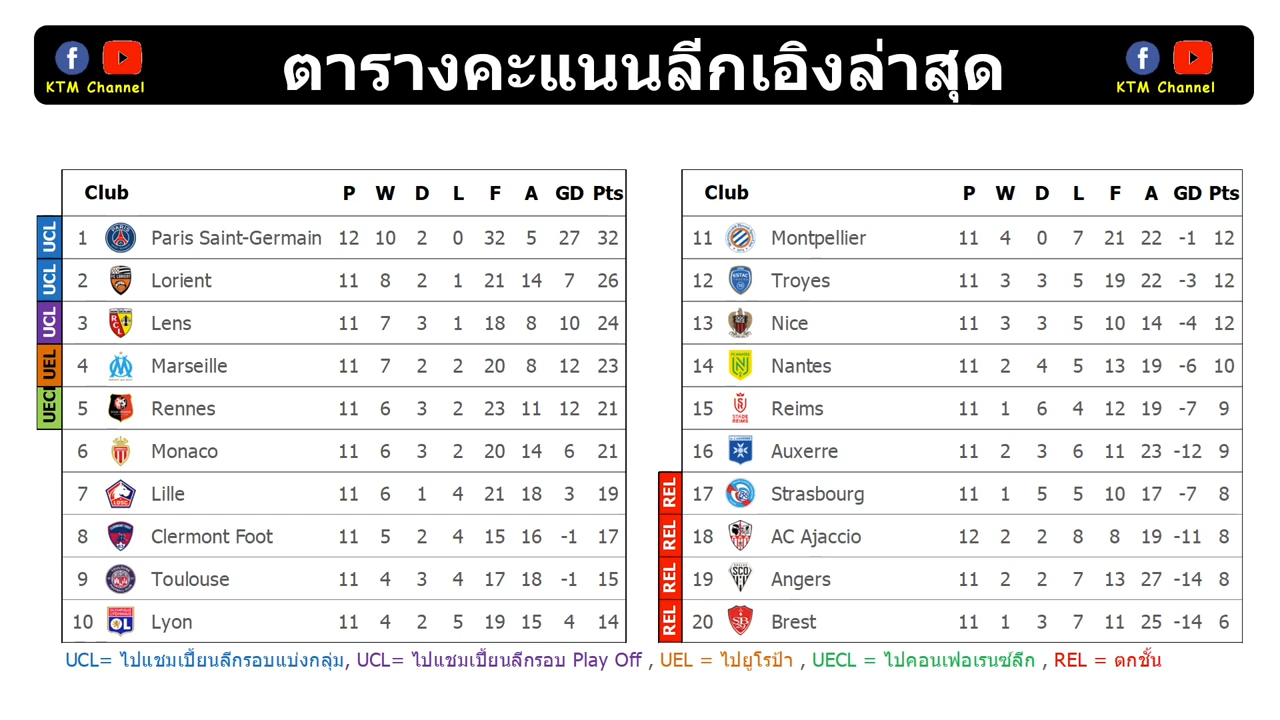 ตารางคะแนนลีกเอิงล่าสุด
KTM Channel
KTM Channel
Club P W D L F A GD Pts
UCL 1 Paris Saint-Germain 12 10 2 0 32 5 27 32
UCL 2 Lorient 11 8 2 1 21 14 7 26
UCL 3 Lens 11 7 3 1 18 8 10 24
UEL 4 Marseille 11 7 2 2 20 8 12 23
UECL 5 Rennes 11 6 3 2 23 11 12 21
6 Monaco 11 6 3 2 20 14 6 21
7 Lille 11 6 1 4 21 18 3 19
8 Clermont Foot 11 5 2 4 15 16 -1 17
9 Toulouse 11 4 3 4 17 18 -1 15
10 Lyon 11 4 2 5 19 15 4 14
Club P W D L F A GD Pts
11 Montpellier 11 4 0 7 21 22 -1 12
12 Troyes 11 3 3 5 19 22 -3 12
13 Nice 11 3 3 5 10 14 -4 12
14 Nantes 11 2 4 5 13 19 -6 10
15 Reims 11 1 6 4 12 19 -7 9
16 Auxerre 11 2 3 6 11 23 -12 9
REL 17 Strasbourg 11 1 5 5 10 17 -7 8
REL 18 AC Ajaccio 12 2 2 8 8 19 -11 8
REL 19 Angers 11 2 2 7 13 27 -14 8
REL 20 Brest 11 1 3 7 11 25 -14 6
UCL= ไปแชมเปี้ยนลีกรอบแบ่งกลุ่ม, UCL= ไปแชมเปี้ยนลีกรอบ Play Off , UEL = ไปยูโรป้า , UECL = ไปคอนเฟอเรนซ์ลีก , REL = ตกชั้น